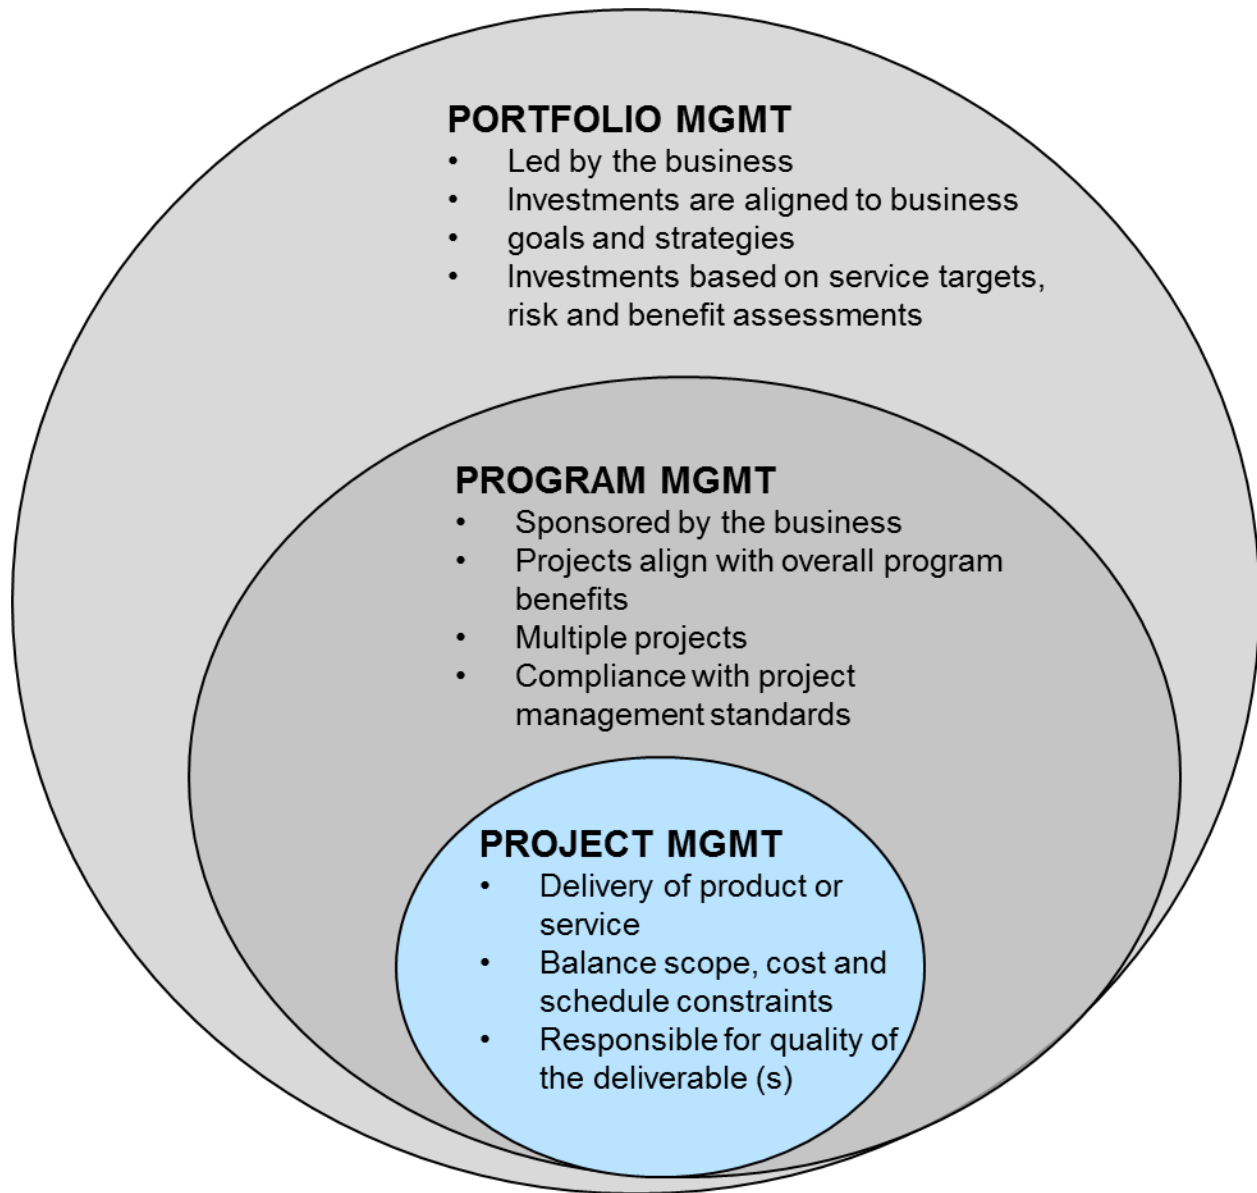 PORTFOLIO MGMT
• Led by the business
• Investments are aligned to business
• goals and strategies
• Investments based on service targets,
risk and benefit assessments
PROGRAM MGMT
• Sponsored by the business
• Projects align with overall program
benefits
• Multiple projects
• Compliance with project
management standards
PROJECT MGMT
• Delivery of product or
service
• Balance scope, cost and
schedule constraints
• Responsible for quality of
the deliverable (s)